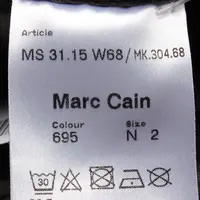 Article
MS 31.15 W68 / MK.304.68
Marc Cain
Colour Size
695 N 2
30